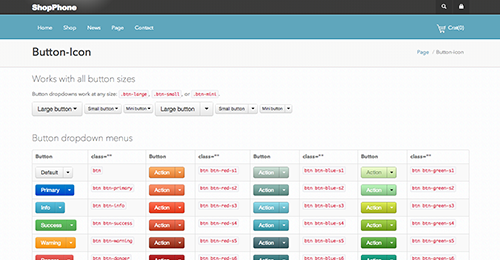 ShopPhone
Home Shop News Page Contact Cart(0)
Button-Icon
Page / Button-Icon
Works with all button sizes
Button dropdowns work at any size: .btn-large, .btn-small, or .btn-mini.
Large button Small button Mini button Large button Small button Mini button
Button dropdown menus
Button class="" Button class="" Button class="" Button class=""
Default btn Action btn btn-red-s1 Action btn btn-blue-s1 Action btn btn-green-s1
Primary btn btn-primary Action btn btn-red-s2 Action btn btn-blue-s2 Action btn btn-green-s2
Info btn btn-info Action btn btn-red-s3 Action btn btn-blue-s3 Action btn btn-green-s3
Success btn btn-success Action btn btn-red-s4 Action btn btn-blue-s4 Action btn btn-green-s4
Warning btn btn-warning Action btn btn-red-s5 Action btn btn-blue-s5 Action btn btn-green-s5
Danger btn btn-danger Action btn btn-red-s6 Action btn btn-blue-s6 Action btn btn-green-s6